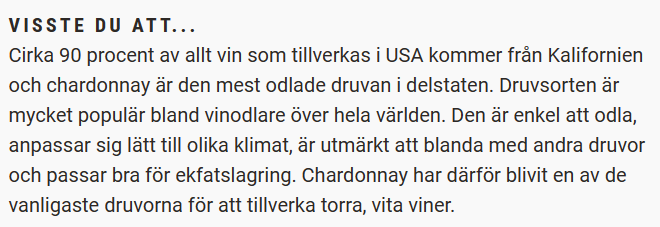 VISSTE DU ATT...
Cirka 90 procent av allt vin som tillverkas i USA kommer från Kalifornien
och chardonnay är den mest odlade druvan i delstaten. Druvsorten är
mycket populär bland vinodlare över hela världen. Den är enkel att odla,
anpassar sig lätt till olika klimat, är utmärkt att blanda med andra druvor
och passar bra för ekfatslagring. Chardonnay har därför blivit en av de
vanligaste druvorna för att tillverka torra, vita viner.